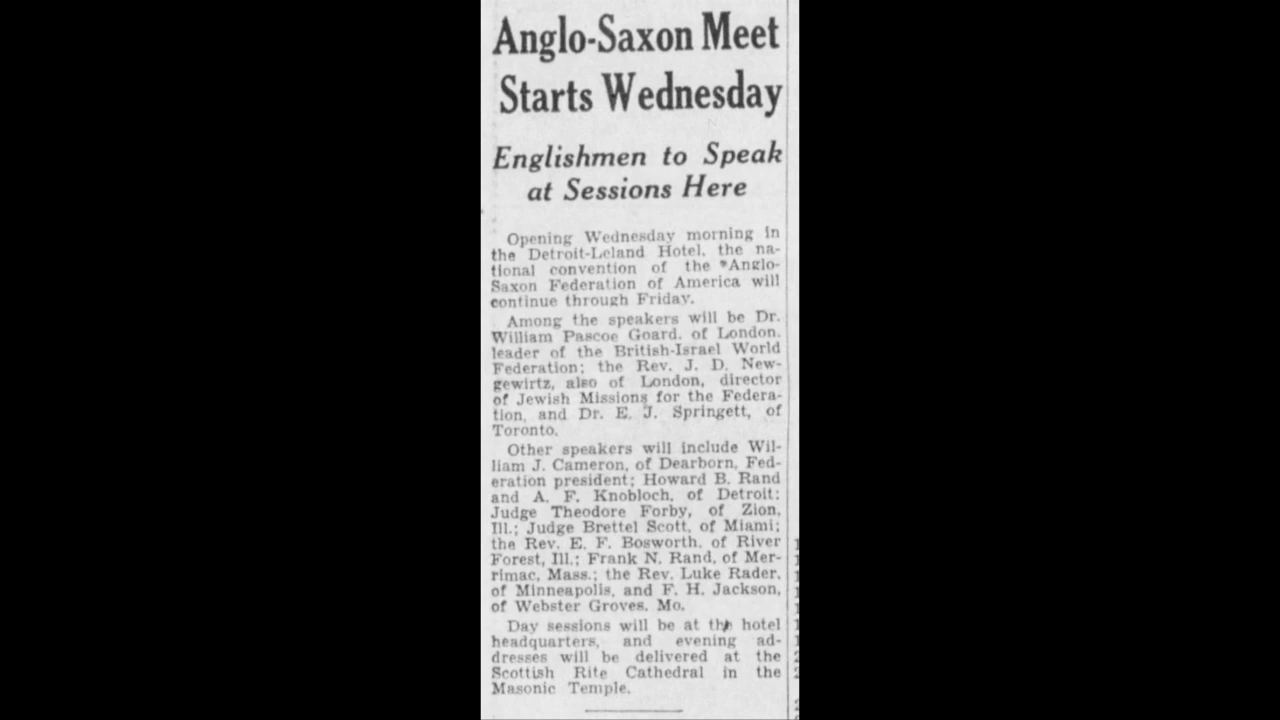 Anglo-Saxon Meet
Starts Wednesday
Englishmen to Speak
at Sessions Here
Opening Wednesday morning in
the Detroit-Leland Hotel, the na-
tional convention of the *Anglo-
Saxon Federation of America will
continue through Friday.
Among the speakers will be Dr.
William Pascoe Goard, of London,
leader of the British-Israel World
Federation; the Rev. J. D. New-
gewirtz, also of London, director
of Jewish Missions for the Federa-
tion, and Dr. E. J. Springett, of
Toronto.
Other speakers will include Wil-
liam J. Cameron, of Dearborn, Fed-
eration president; Howard B. Rand
and A. F. Knobloch, of Detroit;
Judge Theodore Forby, of Zion,
Ill.; Judge Brettel Scott, of Miami;
the Rev. E. F. Bosworth, of River
Forest, Ill.; Frank N. Rand, of Mer-
rimac, Mass.; the Rev. Luke Rader,
of Minneapolis, and F. H. Jackson,
of Webster Groves, Mo.
Day sessions will be at the hotel
headquarters, and evening ad-
dresses will be delivered at the
Scottish Rite Cathedral in the
Masonic Temple.